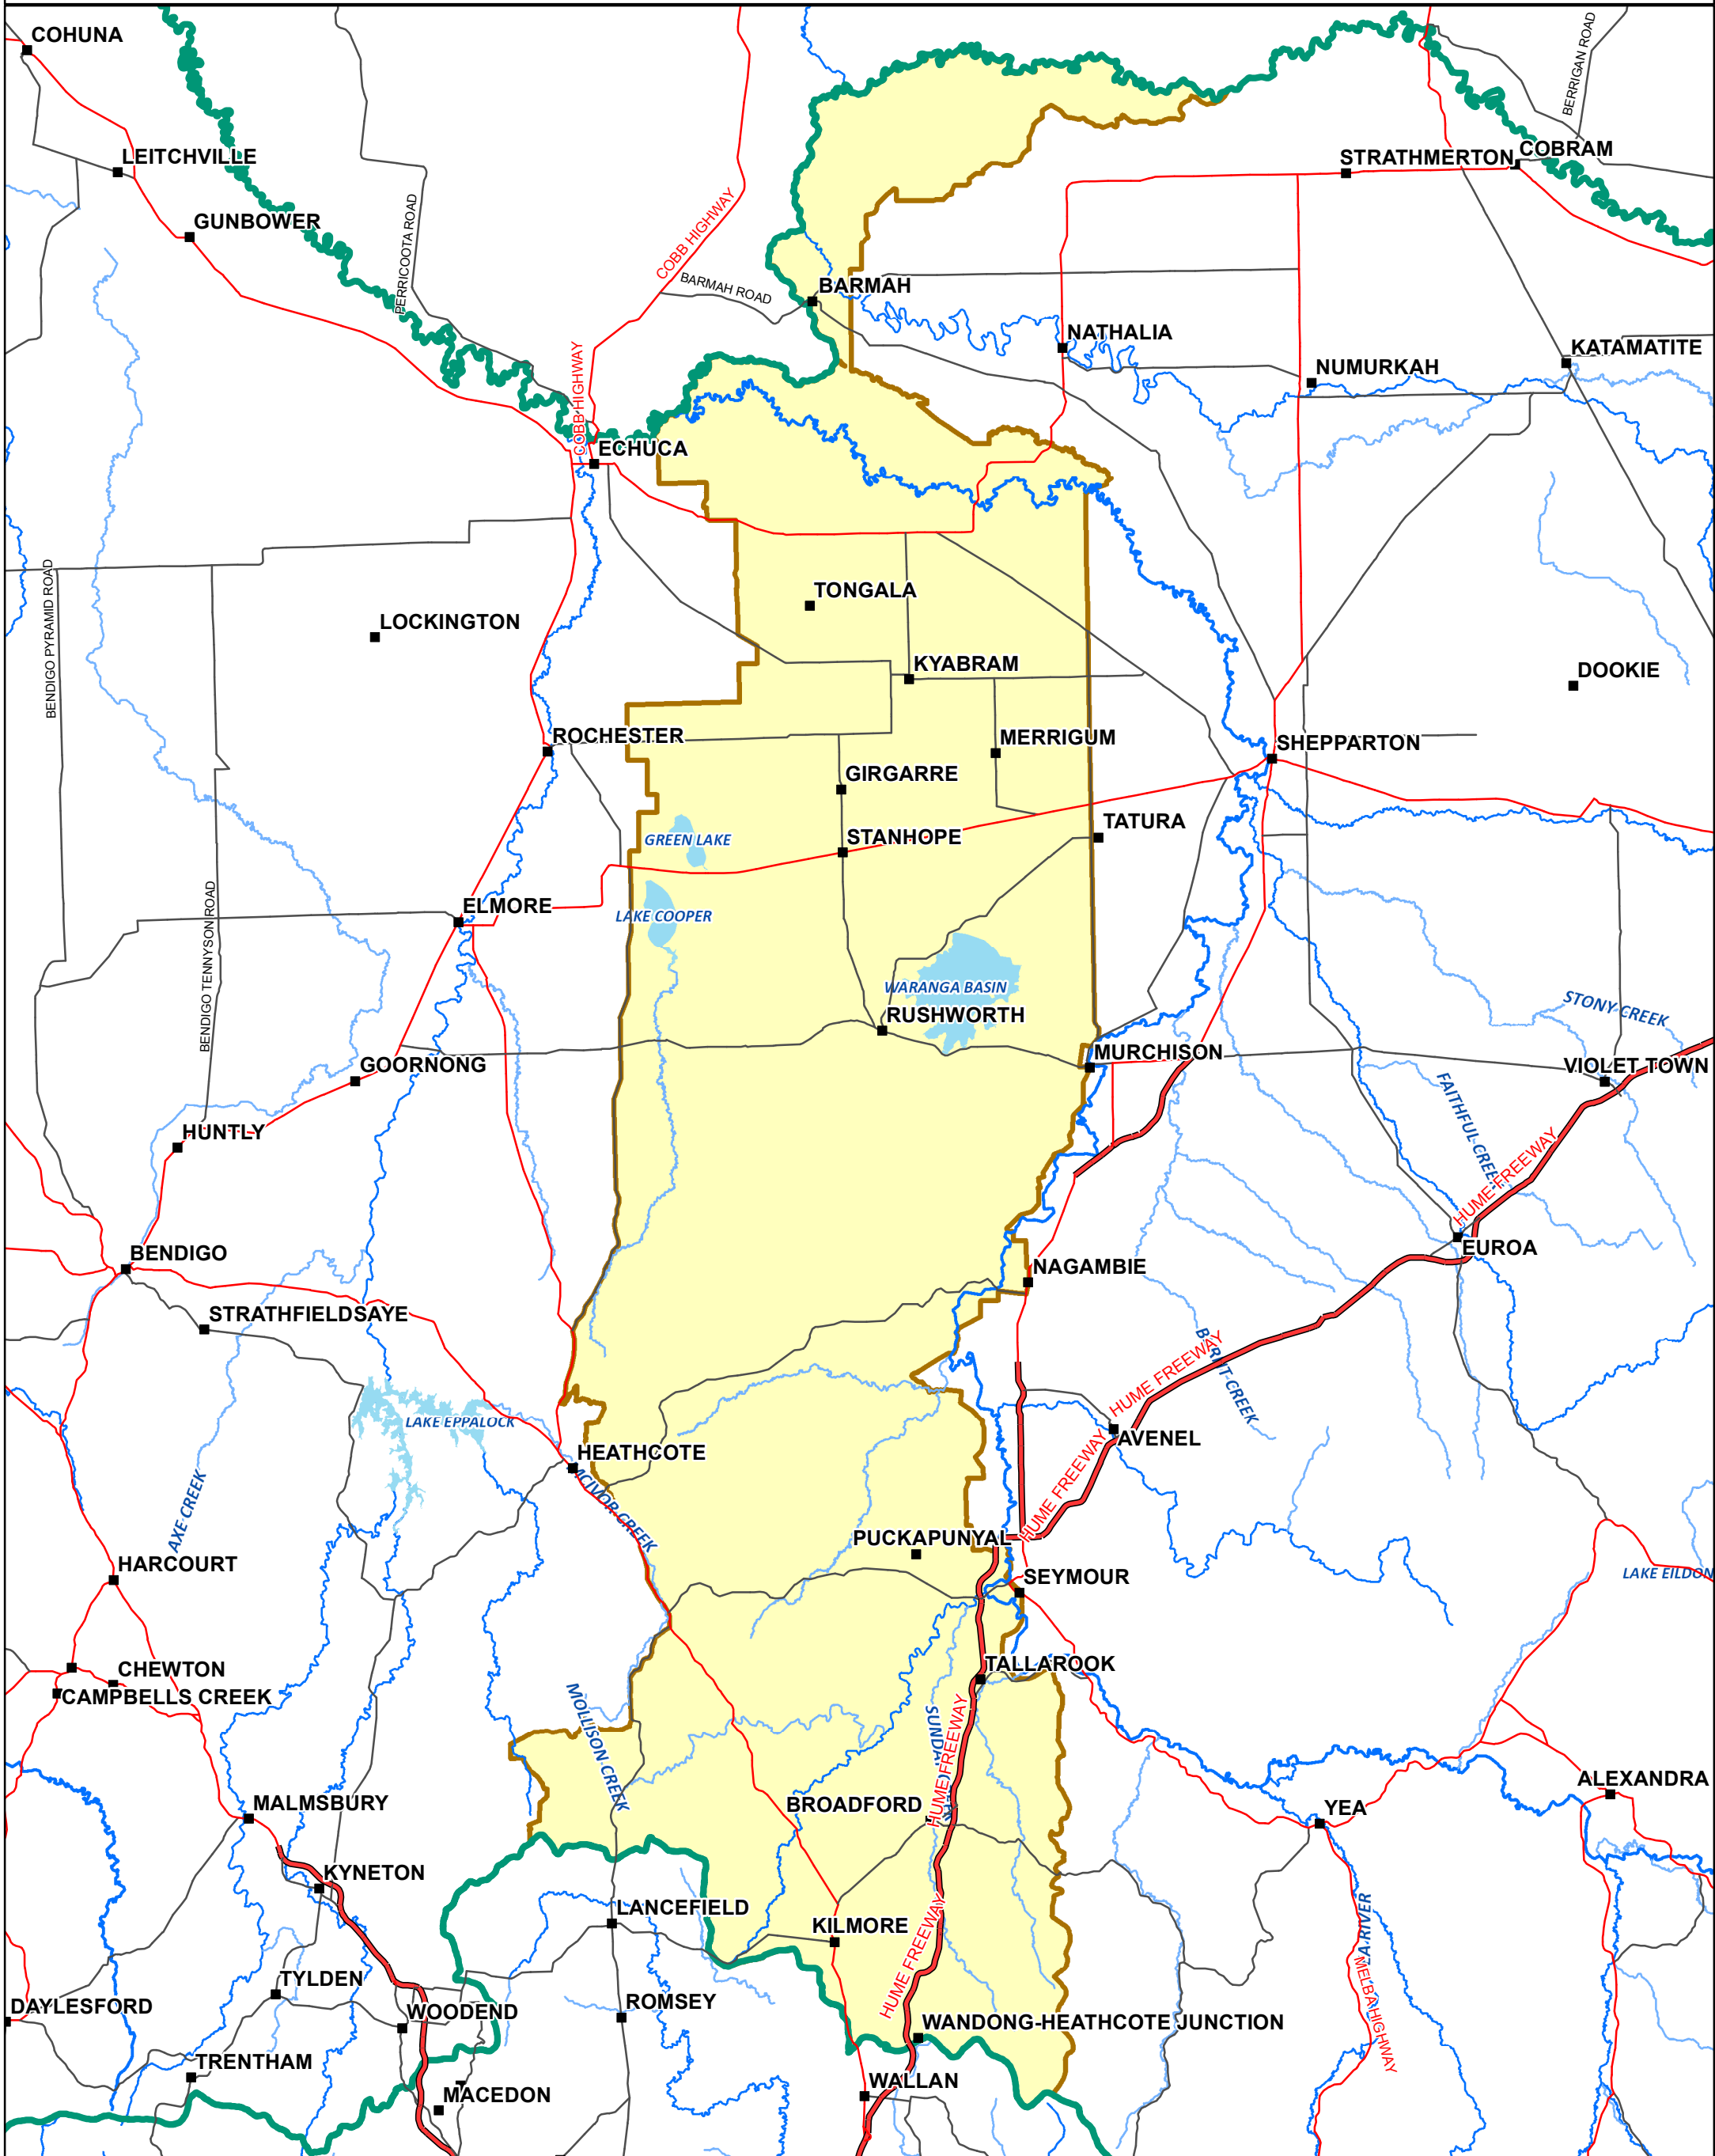 COHUNA
BERRIGAN ROAD
LEITCHVILLE
STRATHMERTON
COBRAM
GUNBOWER
PERRICOOTA ROAD
COBB HIGHWAY
BARMAH ROAD
BARMAH
NATHALIA
KATAMATITE
NUMURKAH
COBB HIGHWAY
ECHUCA
BENDIGO PYRAMID ROAD
TONGALA
LOCKINGTON
KYABRAM
DOOKIE
ROCHESTER
MERRIGUM
SHEPPARTON
GIRGARRE
GREEN LAKE
STANHOPE
TATURA
ELMORE
LAKE COOPER
BENDIGO TENNYSON ROAD
WARANGA BASIN
RUSHWORTH
STONY CREEK
MURCHISON
GOORNONG
VIOLET TOWN
FAITHFUL CREEK
HUNTLY
HUME FREEWAY
BENDIGO
EUROA
NAGAMBIE
STRATHFIELDSAYE
HUME FREEWAY
CREEK
LAKE EPPALOCK
AVENEL
HEATHCOTE
HUME FREEWAY
AXE CREEK
CREEK
PUCKAPUNYAL
HARCOURT
SEYMOUR
LAKE EILDON
CHEWTON
TALLAROOK
CAMPBELLS CREEK
MOLLISON CREEK
HUME FREEWAY
ALEXANDRA
MALMSBURY
BROADFORD
YEA
KYNETON
LANCEFIELD
KILMORE
HUME FREEWAY
RIVER
MELBA HIGHWAY
TYLDEN
DAYLESFORD
WOODEND
ROMSEY
WANDONG-HEATHCOTE JUNCTION
TRENTHAM
WALLAN
MACEDON